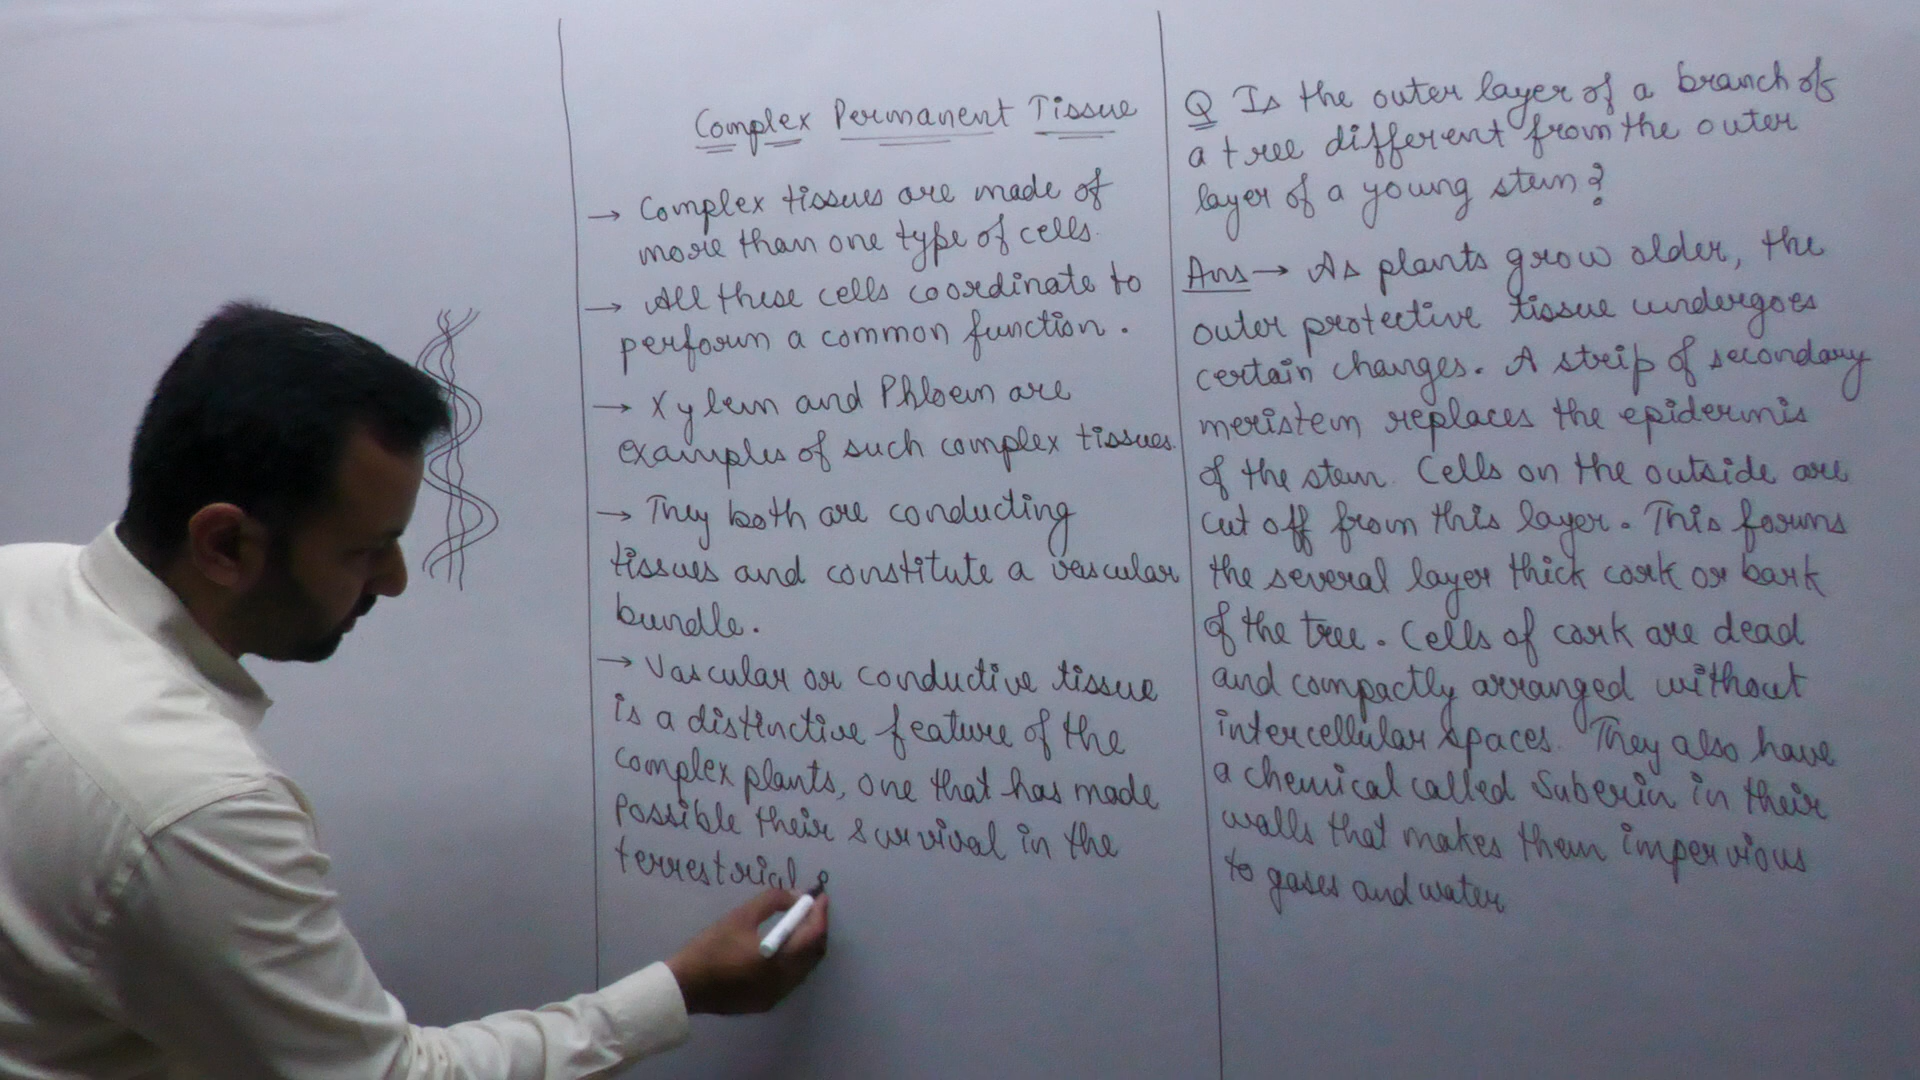 Complex Permanent Tissue
→ Complex tissues are made of
more than one type of cells.
→ All these cells coordinate to
perform a common function.
→ Xylem and Phloem are
examples of such complex tissues.
→ They both are conducting
tissues and constitute a vascular
bundle.
→ Vascular or conductive tissue
is a distinctive feature of the
complex plants, one that has made
possible their survival in the
terrestrial e
Q Is the outer layer of a branch of
a tree different from the outer
layer of a young stem?
Ans → As plants grow older, the
outer protective tissue undergoes
certain changes. A strip of secondary
meristem replaces the epidermis
of the stem. Cells on the outside are
cut off from this layer. This forms
the several layer thick cork or bark
of the tree. Cells of cork are dead
and compactly arranged without
intercellular spaces. They also have
a chemical called Suberin in their
walls that makes them impervious
to gases and water